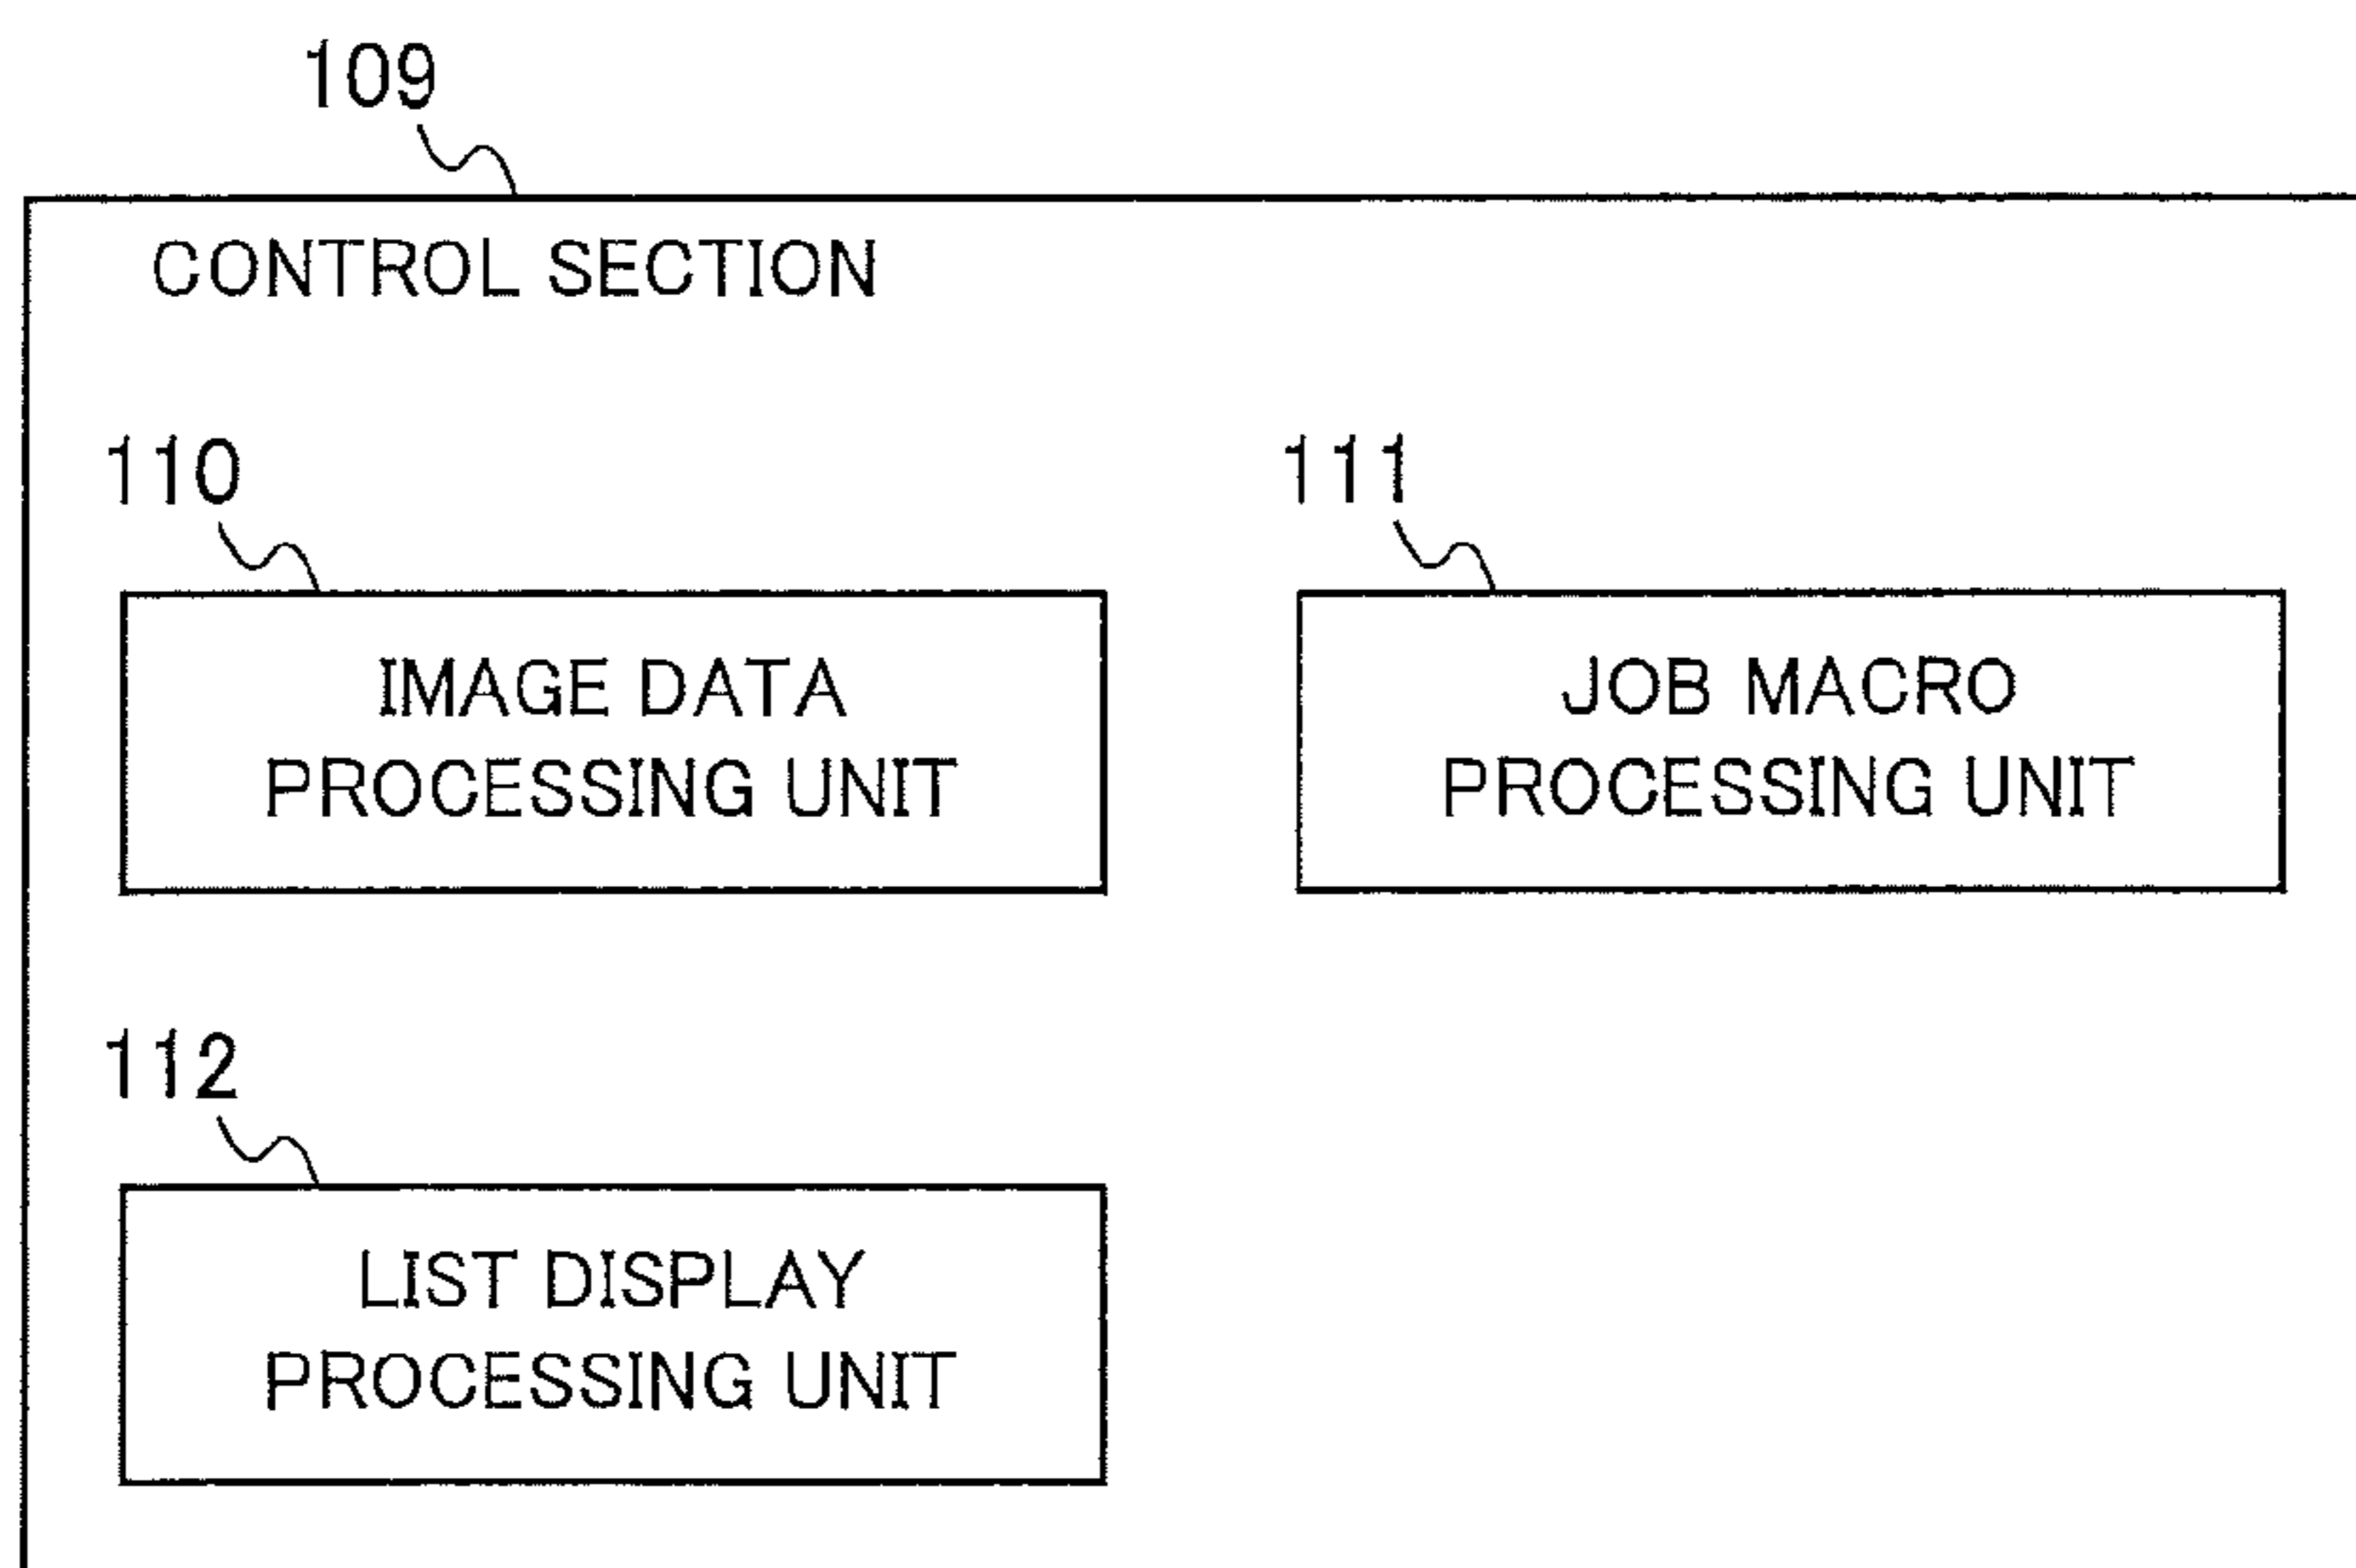 109
CONTROL SECTION
110
111
IMAGE DATA
PROCESSING UNIT
JOB MACRO
PROCESSING UNIT
112
LIST DISPLAY
PROCESSING UNIT